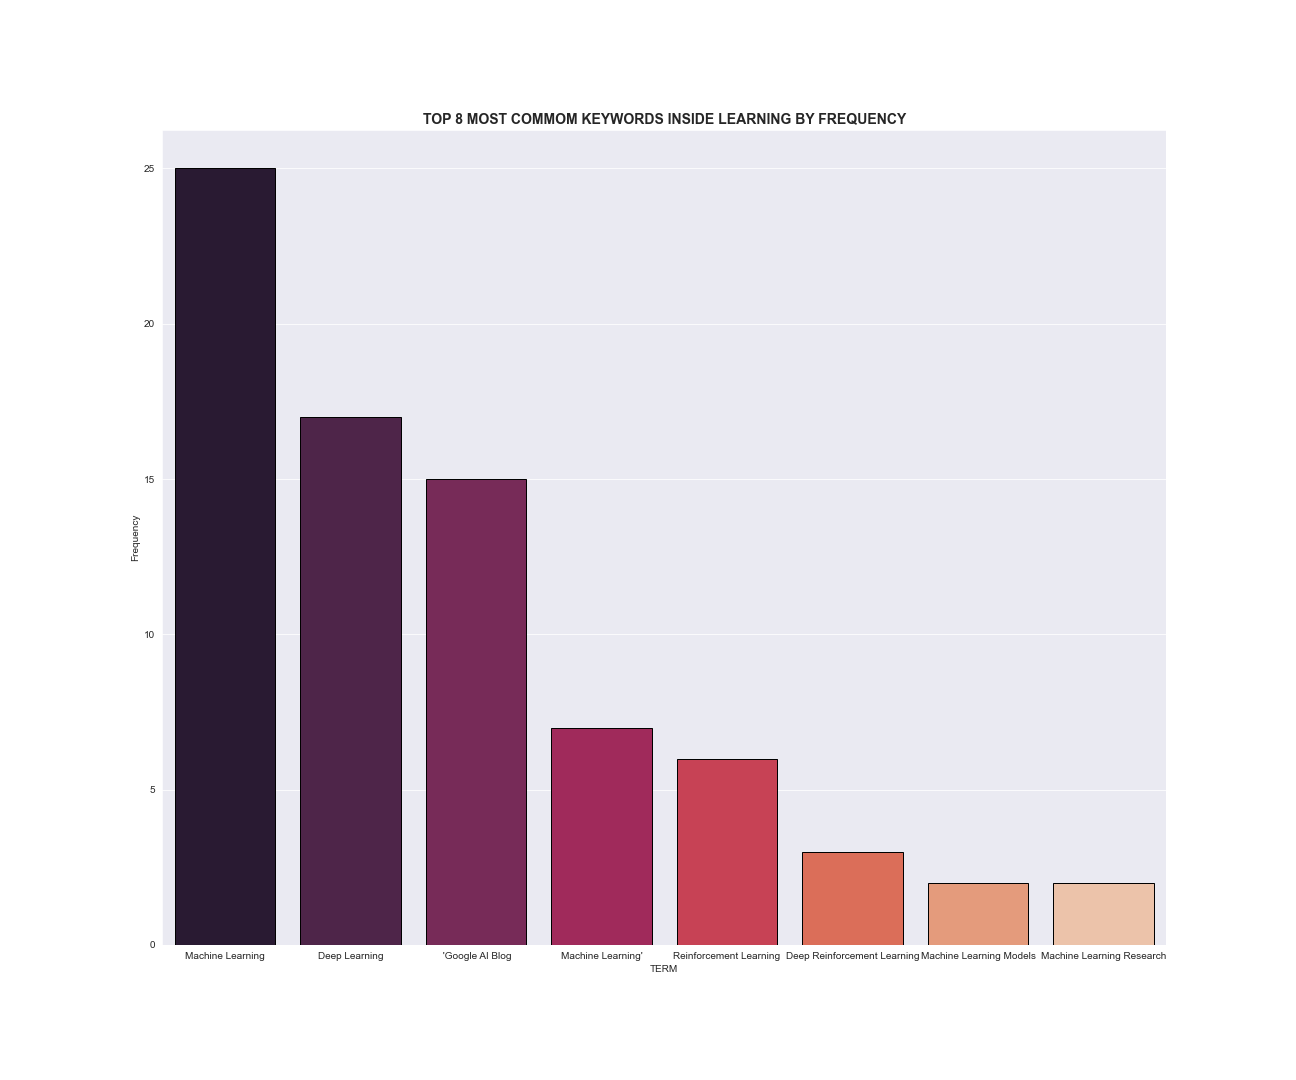 TOP 8 MOST COMMOM KEYWORDS INSIDE LEARNING BY FREQUENCY
25
20
15
10
5
0
Frequency
Machine Learning
Deep Learning
'Google AI Blog
Machine Learning'
Reinforcement Learning
Deep Reinforcement Learning
Machine Learning Models
Machine Learning Research
TERM